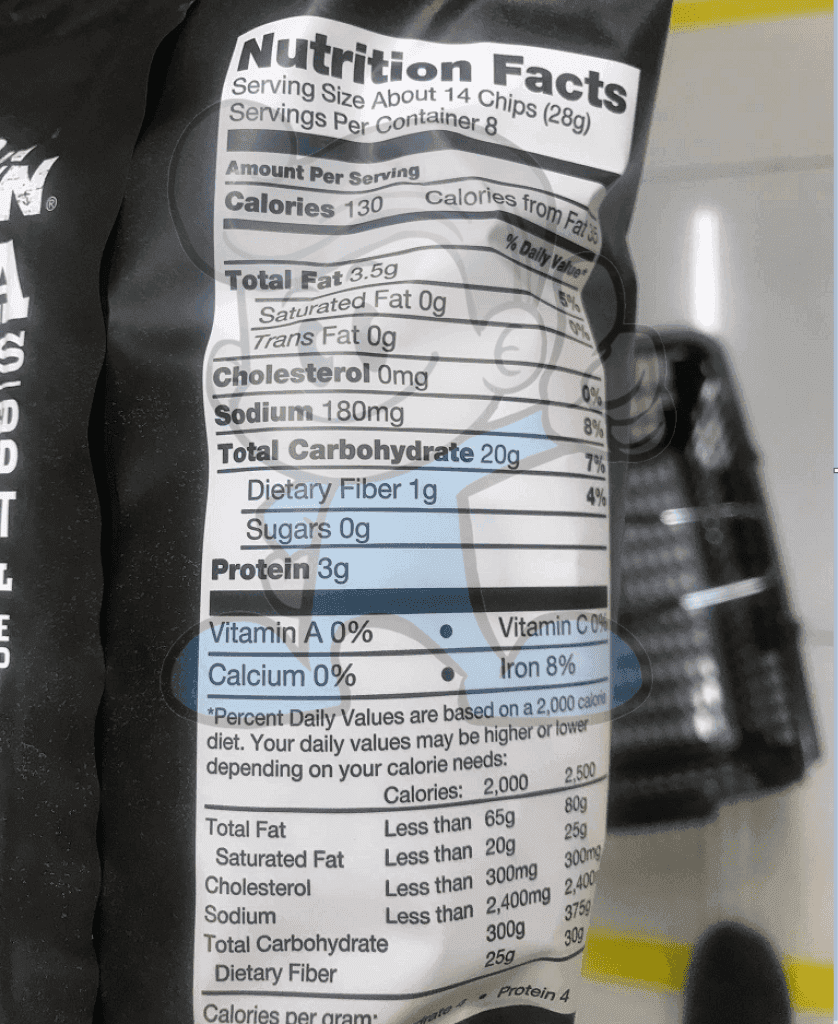 Nutrition Facts
Serving Size About 14 Chips (28g)
Servings Per Container 8
Amount Per Serving
Calories 130 Calories from Fat 35
% Daily Value*
Total Fat 3.5g 5%
Saturated Fat 0g 0%
Trans Fat 0g
Cholesterol 0mg 0%
Sodium 180mg 8%
Total Carbohydrate 20g 7%
Dietary Fiber 1g 4%
Sugars 0g
Protein 3g
Vitamin A 0% • Vitamin C 0%
Calcium 0% • Iron 8%
*Percent Daily Values are based on a 2,000 calorie
diet. Your daily values may be higher or lower
depending on your calorie needs:
Calories: 2,000 2,500
Total Fat Less than 65g 80g
Saturated Fat Less than 20g 25g
Cholesterol Less than 300mg 300mg
Sodium Less than 2,400mg 2,400
Total Carbohydrate 300g 375g
Dietary Fiber 25g 30g
Calories per gram:
• Protein 4